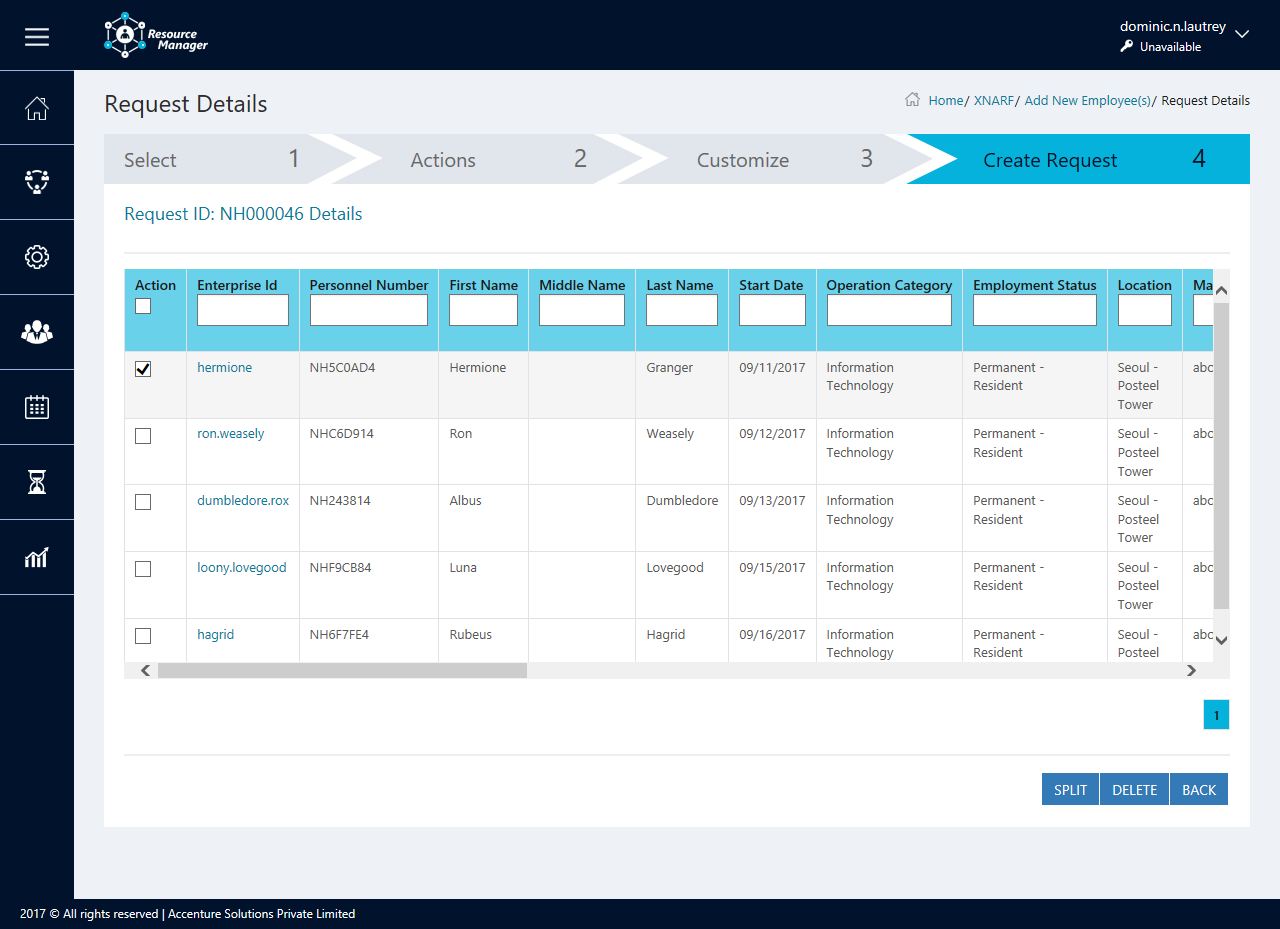 Resource
Manager
dominic.n.lautrey
Unavailable
Request Details
Home/ XNARF/ Add New Employee(s)/ Request Details
Select 1 Actions 2 Customize 3 Create Request 4
Request ID: NH000046 Details
Action Enterprise Id Personnel Number First Name Middle Name Last Name Start Date Operation Category Employment Status Location Ma
hermione NH5C0AD4 Hermione Granger 09/11/2017 Information Permanent - Seoul - abc
Technology Resident Posteel
Tower
ron.weasely NHC6D914 Ron Weasely 09/12/2017 Information Permanent - Seoul - abc
Technology Resident Posteel
Tower
dumbledore.rox NH243814 Albus Dumbledore 09/13/2017 Information Permanent - Seoul - abc
Technology Resident Posteel
Tower
loony.lovegood NHF9CB84 Luna Lovegood 09/15/2017 Information Permanent - Seoul - abc
Technology Resident Posteel
Tower
hagrid NH6F7FE4 Rubeus Hagrid 09/16/2017 Information Permanent - Seoul - abc
Technology Resident Posteel
1
SPLIT DELETE BACK
2017 © All rights reserved | Accenture Solutions Private Limited